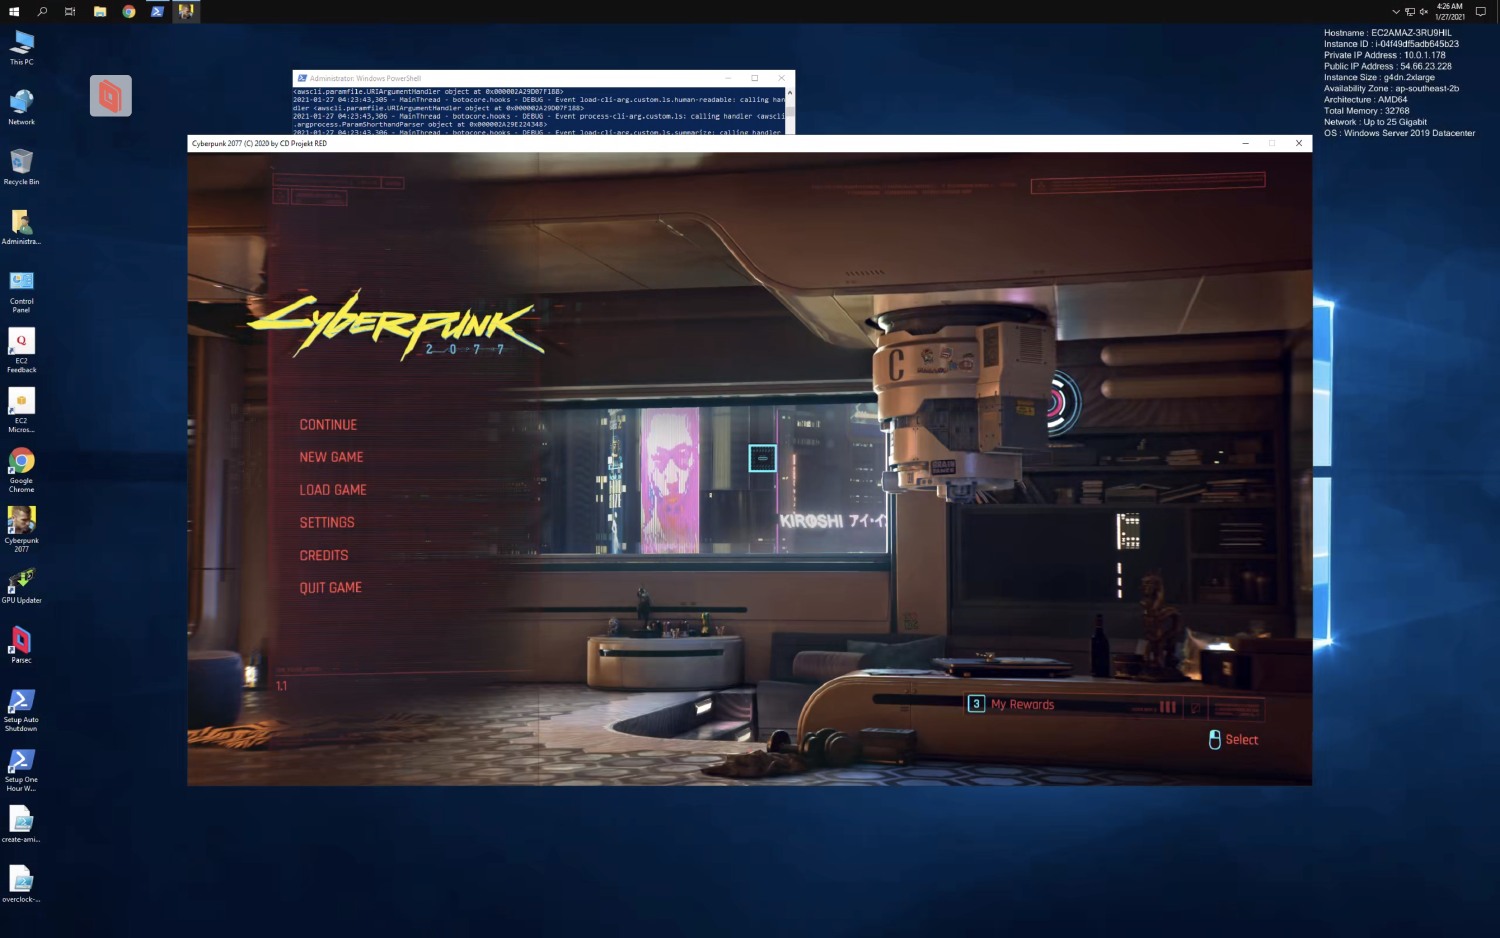 4:26 AM
1/27/2021
Hostname : EC2AMAZ-3RU9HIL
Instance ID : i-04f49df5adb645b23
Private IP Address : 10.0.1.178
Public IP Address : 54.66.23.228
Instance Size : g4dn.2xlarge
Availability Zone : ap-southeast-2b
Architecture : AMD64
Total Memory : 32768
Network : Up to 25 Gigabit
OS : Windows Server 2019 Datacenter
This PC
Network
Recycle Bin
Administra...
Control
Panel
EC2
Feedback
EC2
Micros...
Google
Chrome
Cyberpunk
2077
GPU Updater
Parsec
Setup Auto
Shutdown
Setup One
Hour W...
create-ami...
overclock-...
Administrator: Windows PowerShell
<awscli.paramfile.URIArgumentHandler object at 0x000002A29D07F188>
2021-01-27 04:23:43,305 - MainThread - botocore.hooks - DEBUG - Event load-cli-arg.custom.ls.human-readable: calling han
dler <awscli.paramfile.URIArgumentHandler object at 0x000002A29D07F188>
2021-01-27 04:23:43,306 - MainThread - botocore.hooks - DEBUG - Event process-cli-arg.custom.ls: calling handler <awscli
.argprocess.ParamShorthandParser object at 0x000002A29E224348>
2021-01-27 04:23:43,306 - MainThread - botocore.hooks - DEBUG - Event load-cli-arg.custom.ls.summarize: calling handler
Cyberpunk 2077 (C) 2020 by CD Projekt RED
Cyberpunk
2077
CONTINUE
NEW GAME
LOAD GAME
SETTINGS
CREDITS
QUIT GAME
1.1
C
KIROSHI アイ・イ
3 My Rewards
Select